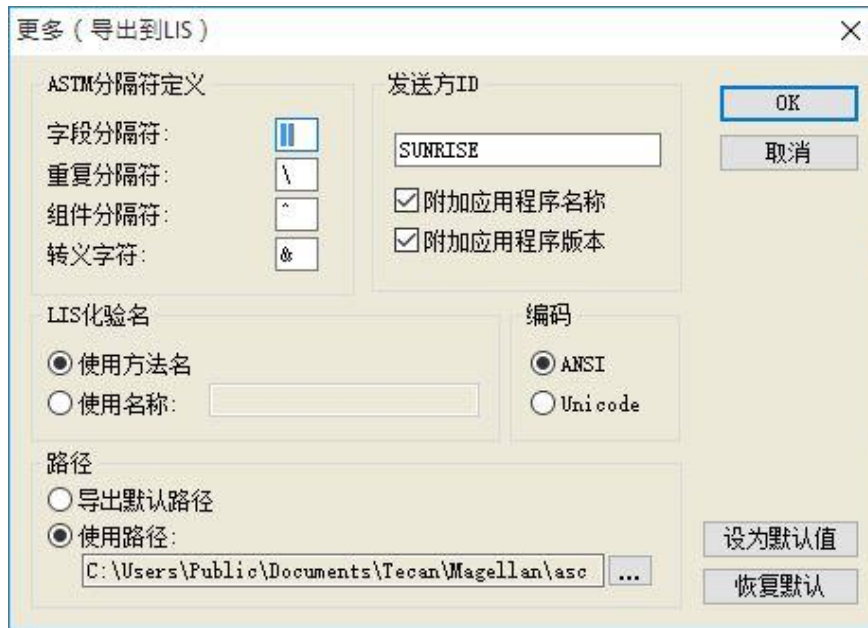 更多（导出到LIS）
ASTM分隔符定义
字段分隔符: |
重复分隔符: \
组件分隔符: ^
转义字符: &
发送方ID
SUNRISE
附加应用程序名称
附加应用程序版本
OK
取消
LIS化验名
使用方法名
使用名称:
编码
ANSI
Unicode
路径
导出默认路径
使用路径:
C:\Users\Public\Documents\Tecan\Magellan\asc
...
设为默认值
恢复默认